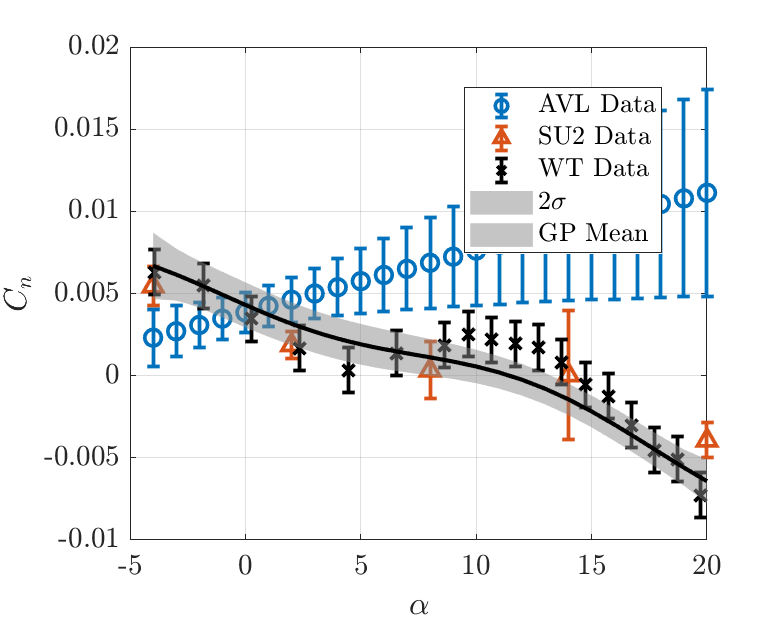 0.02
0.015
0.01
0.005
0
-0.005
-0.01
-5
0
5
10
15
20
α
C_n
AVL Data
SU2 Data
WT Data
2σ
GP Mean